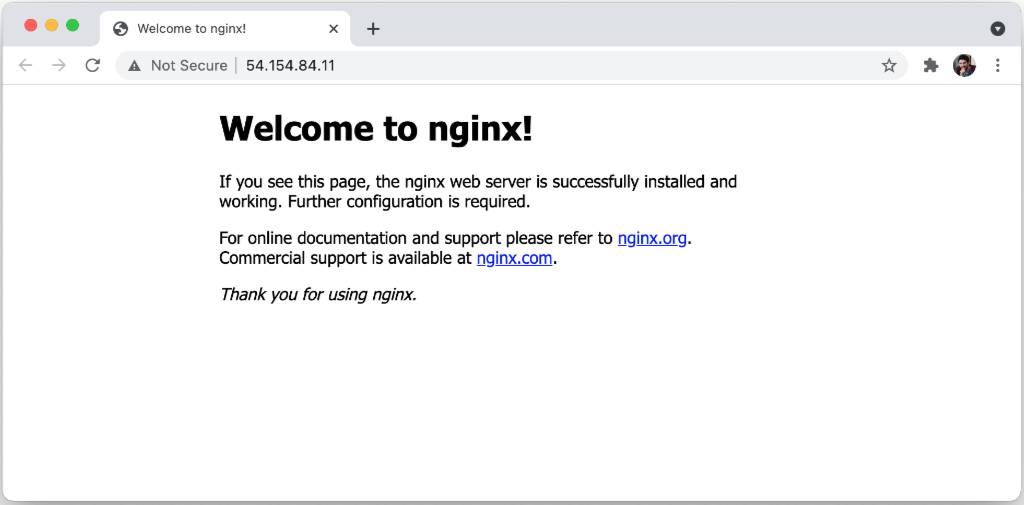 Welcome to nginx!
Not Secure | 54.154.84.11
Welcome to nginx!
If you see this page, the nginx web server is successfully installed and
working. Further configuration is required.
For online documentation and support please refer to nginx.org.
Commercial support is available at nginx.com.
Thank you for using nginx.